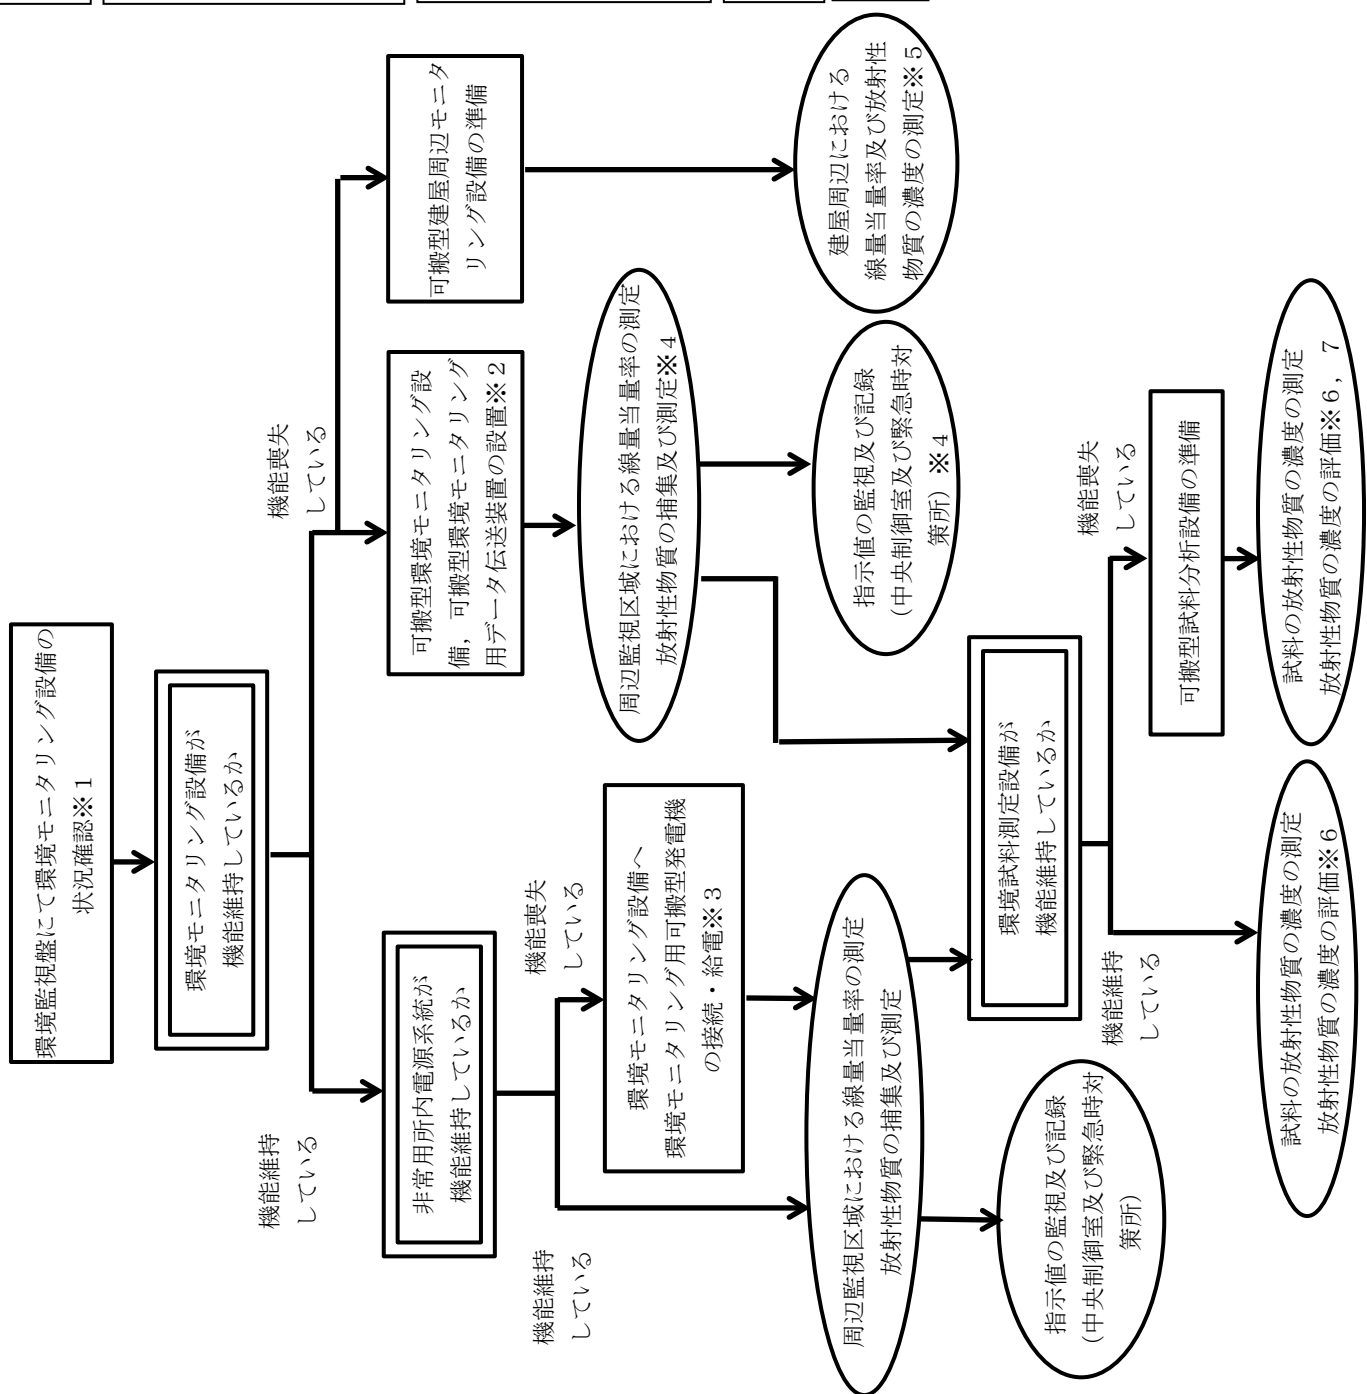 環境監視盤にて環境モニタリング設備の
状況確認※1
環境モニタリング設備が
機能維持しているか
機能維持
している
機能喪失
している
非常用所内電源系統が
機能維持しているか
可搬型環境モニタリング設
備，可搬型環境モニタリング
用データ伝送装置の設置※2
可搬型建屋周辺モニタ
リング設備の準備
機能維持
している
機能喪失
している
環境モニタリング設備へ
環境モニタリング用可搬型発電機
の接続・給電※3
周辺監視区域における線量当量率の測定
放射性物質の捕集及び測定※4
建屋周辺における
線量当量率及び放射性
物質の濃度の測定※5
周辺監視区域における線量当量率の測定
放射性物質の捕集及び測定
指示値の監視及び記録
(中央制御室及び緊急時対
策所）※4
指示値の監視及び記録
(中央制御室及び緊急時対
策所）
環境試料測定設備が
機能維持しているか
機能維持
している
機能喪失
している
可搬型試料分析設備の準備
試料の放射性物質の濃度の測定
放射性物質の濃度の評価※6
試料の放射性物質の濃度の測定
放射性物質の濃度の評価※6，7